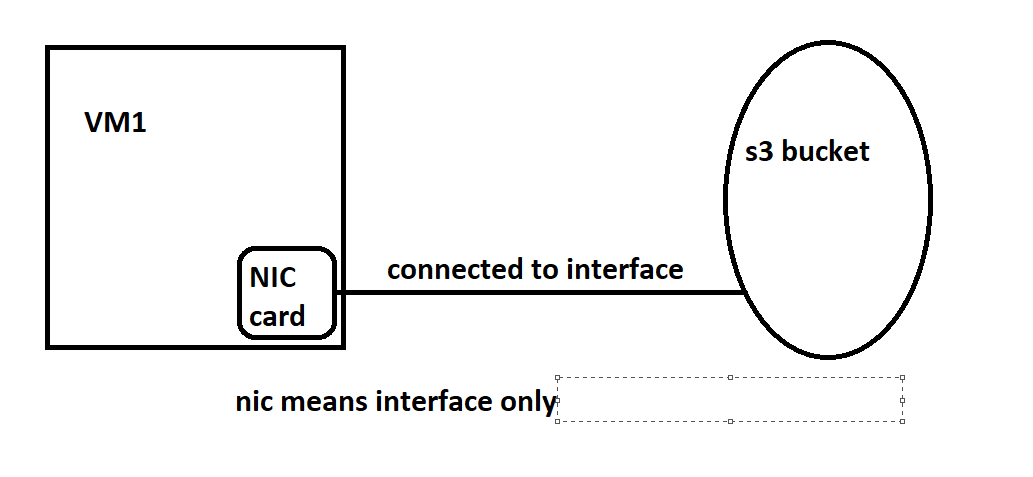 VM1
s3 bucket
connected to interface
NIC
card
nic means interface only